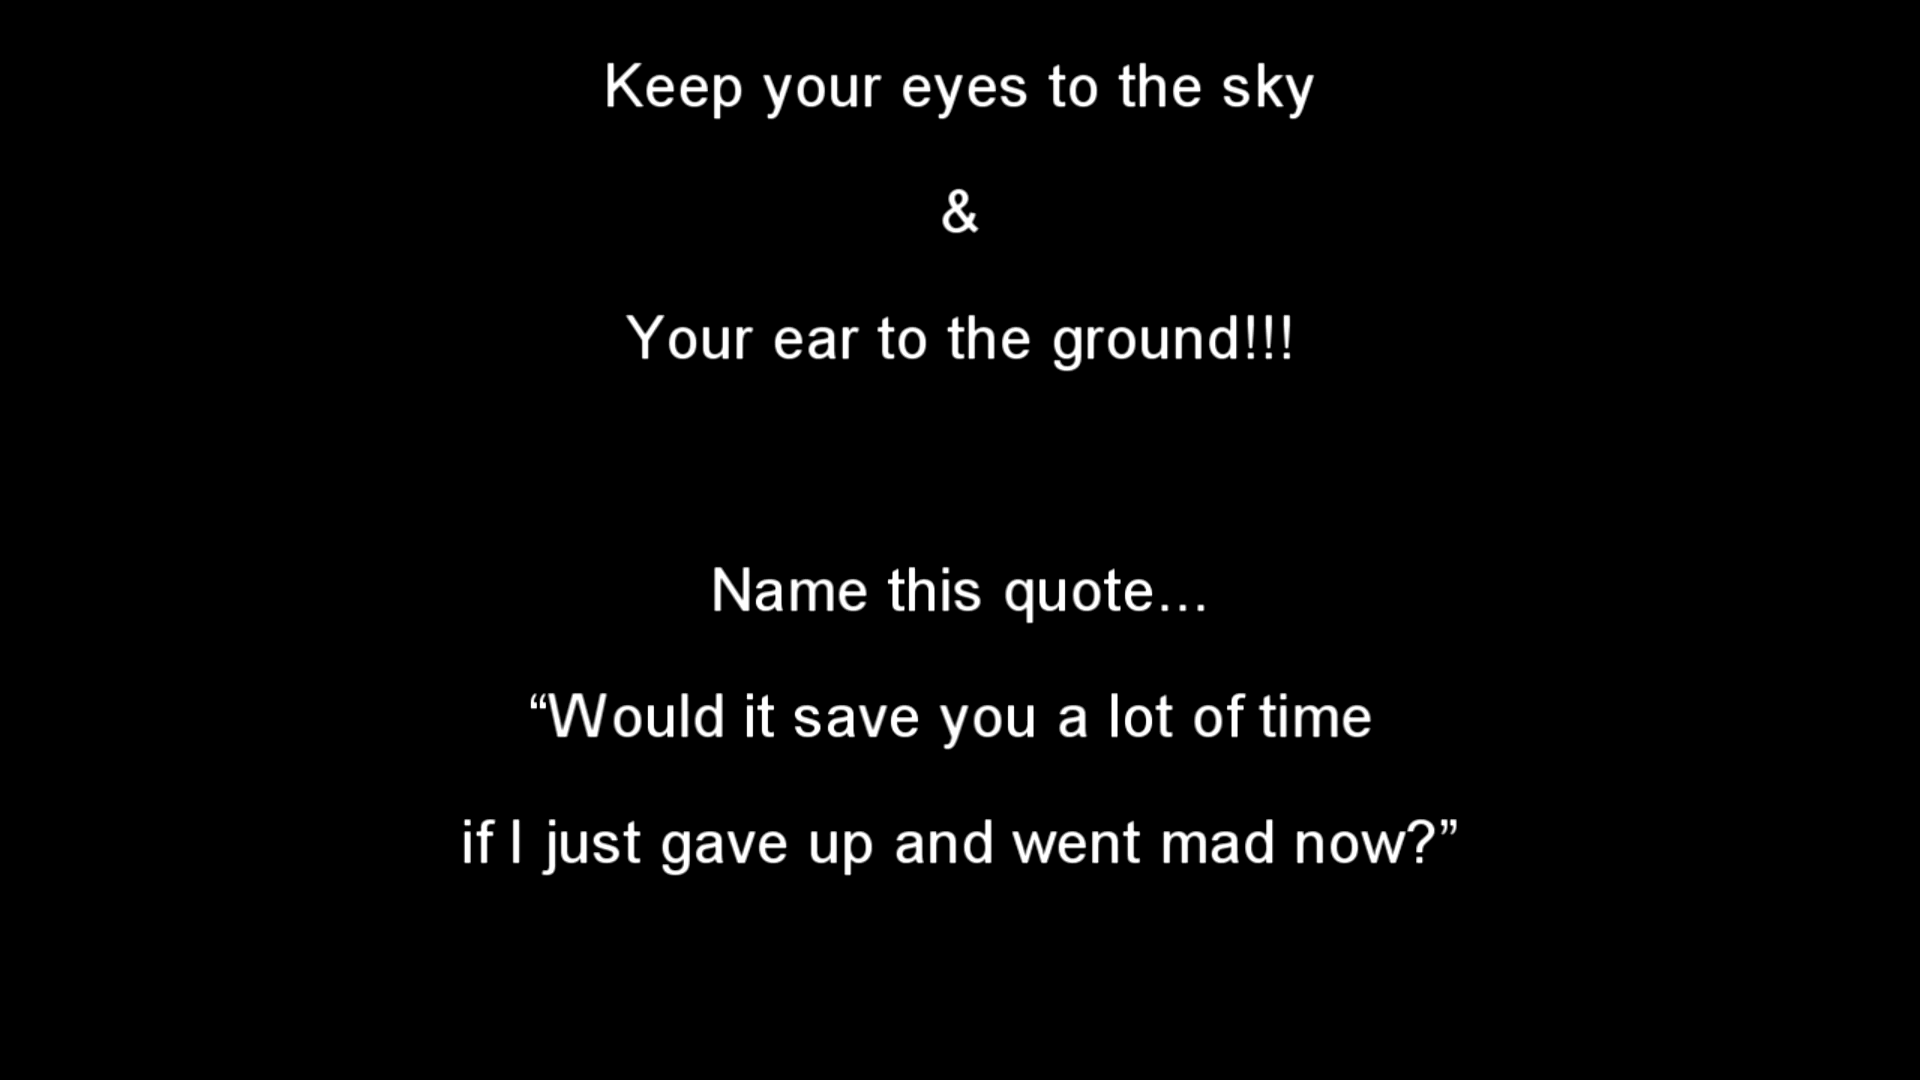 Keep your eyes to the sky
&
Your ear to the ground!!!
Name this quote...
“Would it save you a lot of time
if I just gave up and went mad now?”